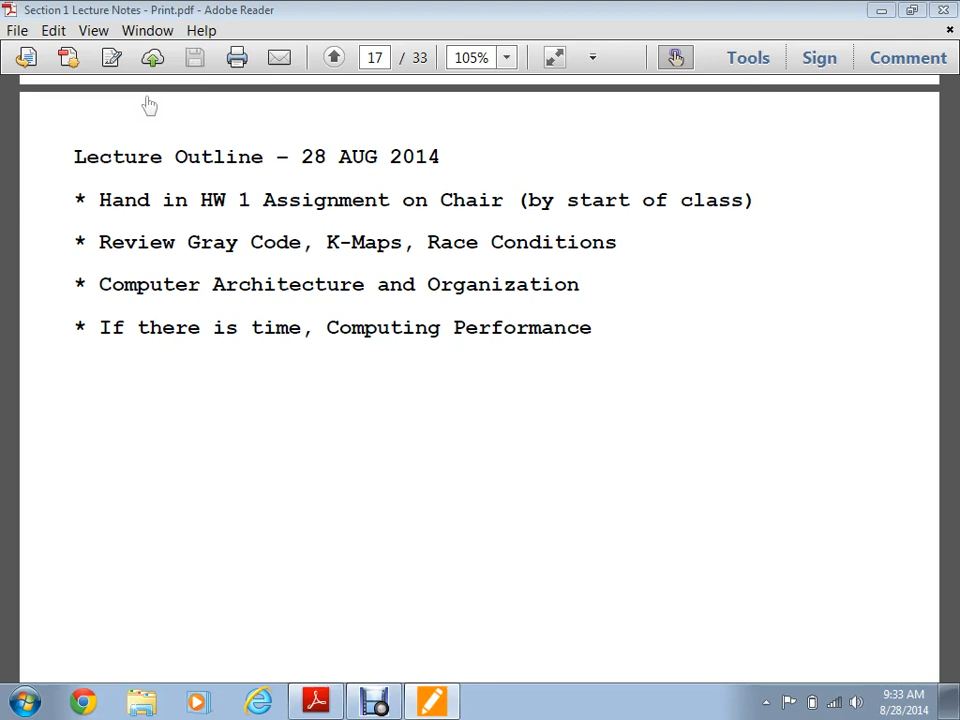 Section 1 Lecture Notes - Print.pdf - Adobe Reader
File Edit View Window Help
17 / 33 105% Tools Sign Comment
Lecture Outline – 28 AUG 2014
* Hand in HW 1 Assignment on Chair (by start of class)
* Review Gray Code, K-Maps, Race Conditions
* Computer Architecture and Organization
* If there is time, Computing Performance
9:33 AM
8/28/2014